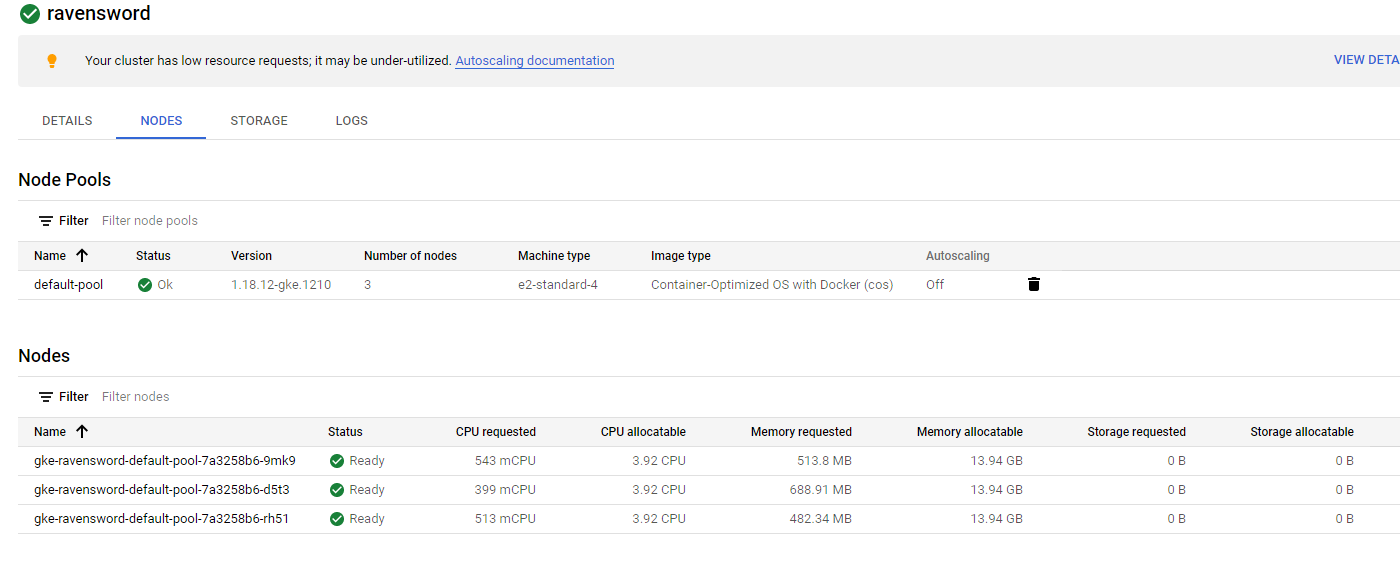 ravensword
Your cluster has low resource requests; it may be under-utilized. Autoscaling documentation VIEW DETA
DETAILS NODES STORAGE LOGS
Node Pools
Filter Filter node pools
Name Status Version Number of nodes Machine type Image type Autoscaling
default-pool Ok 1.18.12-gke.1210 3 e2-standard-4 Container-Optimized OS with Docker (cos) Off
Nodes
Filter Filter nodes
Name Status CPU requested CPU allocatable Memory requested Memory allocatable Storage requested Storage allocatable
gke-ravensword-default-pool-7a3258b6-9mk9 Ready 543 mCPU 3.92 CPU 513.8 MB 13.94 GB 0 B 0 B
gke-ravensword-default-pool-7a3258b6-d5t3 Ready 399 mCPU 3.92 CPU 688.91 MB 13.94 GB 0 B 0 B
gke-ravensword-default-pool-7a3258b6-rh51 Ready 513 mCPU 3.92 CPU 482.34 MB 13.94 GB 0 B 0 B